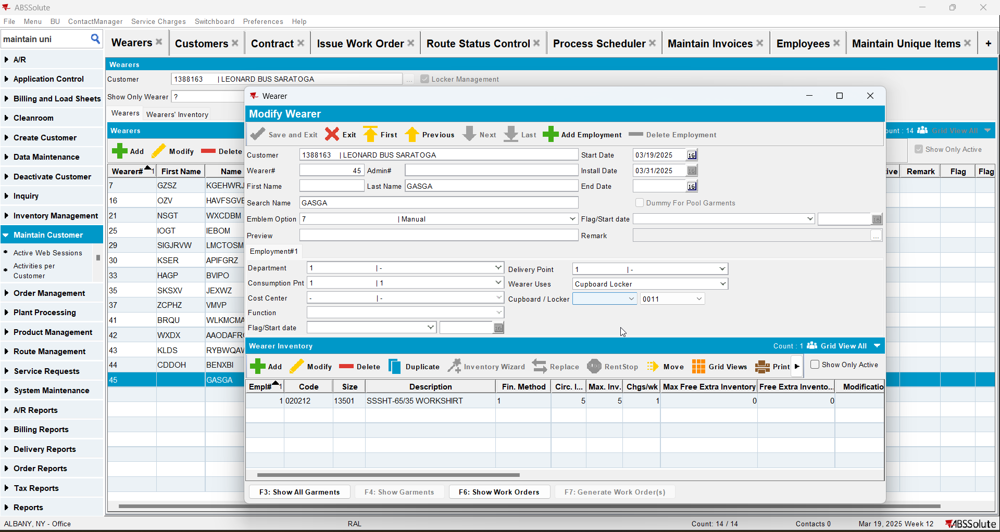 ABSSolute
File Menu BU ContactManager Service Charges Switchboard Preferences Help
maintain uni
Wearers Customers Contract Issue Work Order Route Status Control Process Scheduler Maintain Invoices Employees Maintain Unique Items +
A/R
Application Control
Billing and Load Sheets
Cleanroom
Create Customer
Data Maintenance
Deactivate Customer
Inquiry
Inventory Management
Maintain Customer
Active Web Sessions
Activities per
Customer
Order Management
Plant Processing
Product Management
Route Management
Service Requests
System Maintenance
A/R Reports
Billing Reports
Delivery Reports
Order Reports
Tax Reports
Reports
Wearers
Customer 1388163 | LEONARD BUS SARATOGA ... Locker Management
Show Only Wearer ?
Wearers Wearers' Inventory
Wearers
ount : 14 Grid View All
Add Modify Delete
Show Only Active
Wearer# 1 First Name Name
ive Remark Flag Flag
7 GZSZ KGEHWRJ
16 OZV HAVFSGVE
21 NSGT WXCDBM
25 IOGT IEBOM
29 SIGJRVW LMCTOSM
30 KSER APIFGRZ
33 HAGP BVIPO
35 SKSXV JEXWZ
37 ZCPHZ VMVP
41 BRQU WLKMCMA
42 WXDX AAODAFR
43 KLDS RYBWQAV
44 CDDOH BENXBI
45 GASGA
Wearer
Modify Wearer
Save and Exit Exit First Previous Next Last Add Employment Delete Employment
Customer 1388163 | LEONARD BUS SARATOGA Start Date 03/19/2025 16
Wearer# 45 Admin# Install Date 03/31/2025 16
First Name Last Name GASGA End Date 16
Search Name GASGA Dummy For Pool Garments
Emblem Option 7 | Manual Flag/Start date 16
Preview Remark ...
Employment#1
Department 1 | - Delivery Point 1 | -
Consumption Pnt 1 | 1 Wearer Uses Cupboard Locker
Cost Center - | - Cupboard / Locker 0011
Function
Flag/Start date 16
Wearer Inventory Count : 1 Grid View All
Add Modify Delete Duplicate Inventory Wizard Replace RentStop Move Grid Views Print Show Only Active
Empl# 1 Code Size Description Fin. Method Circ. I... Max. Inv. Chgs/wk Max Free Extra Inventory Free Extra Invento... Modificatio
1 020212 13501 SSSHT-65/35 WORKSHIRT 1 5 5 1 0 0
F3: Show All Garments F4: Show Garments F6: Show Work Orders F7: Generate Work Order(s)
ALBANY, NY - Office RAL Count: 14 / 14 Contacts 0 Mar 19, 2025 Week 12 ABSSolute